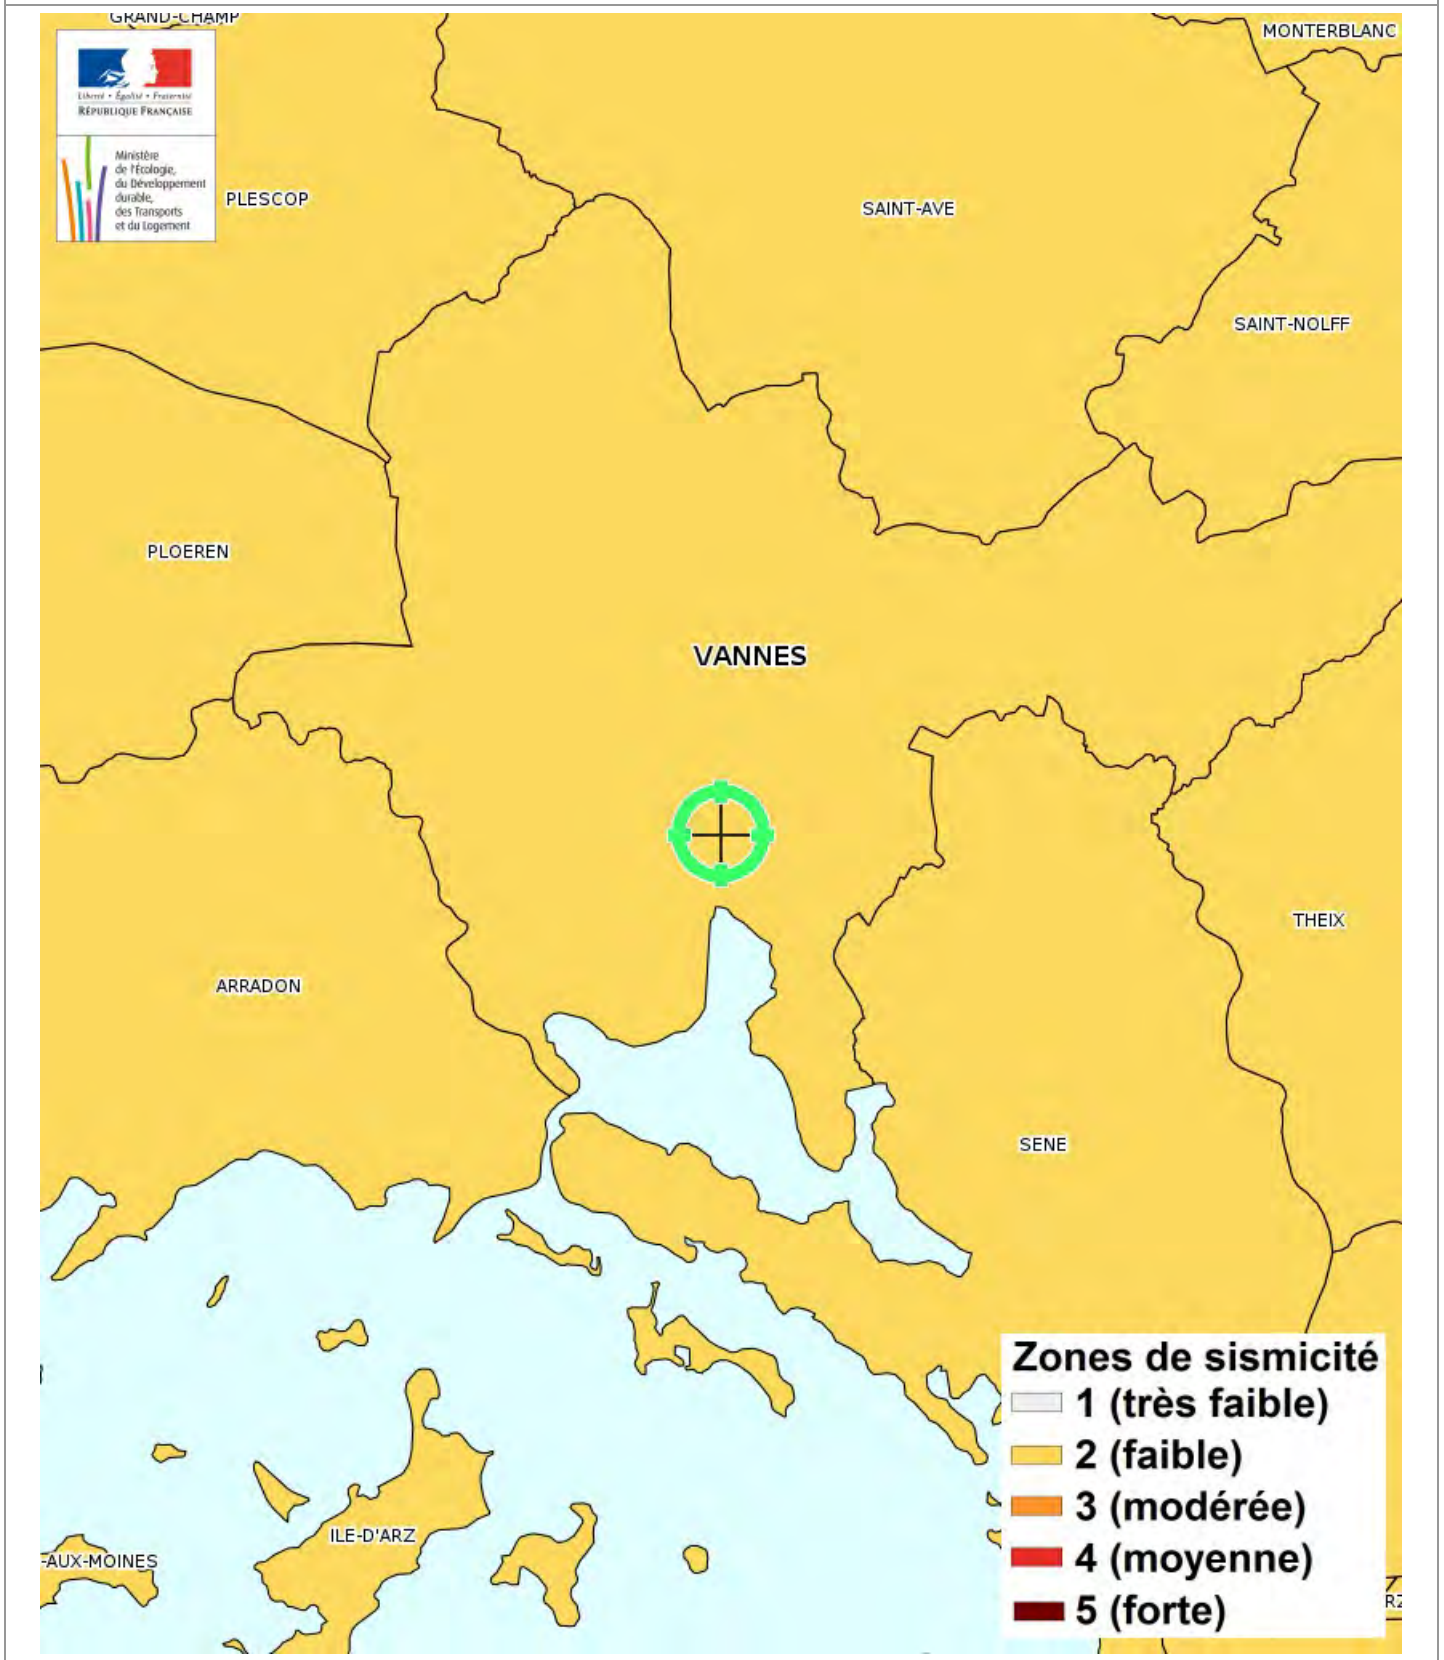 GRAND-CHAMP
MONTERBLANC
Liberté • Égalité • Fraternité
RÉPUBLIQUE FRANÇAISE
Ministère
de l'Écologie,
du Développement
durable,
des Transports
et du Logement
PLESCOP
SAINT-AVE
SAINT-NOLFF
PLOEREN
VANNES
THEIX
ARRADON
SENE
Zones de sismicité
1 (très faible)
2 (faible)
3 (modérée)
4 (moyenne)
5 (forte)
ILE-D'ARZ
-AUX-MOINES
RZ